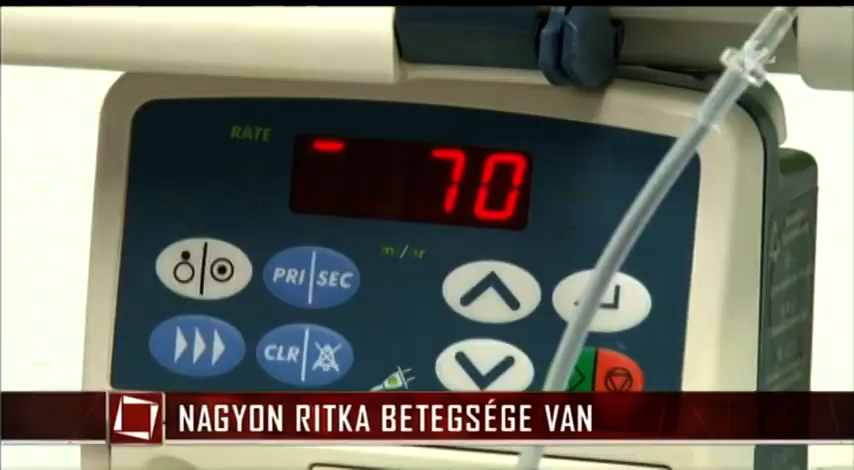 RATE
70
ml/hr
PRI SEC
CLR
NAGYON RITKA BETEGSÉGE VAN